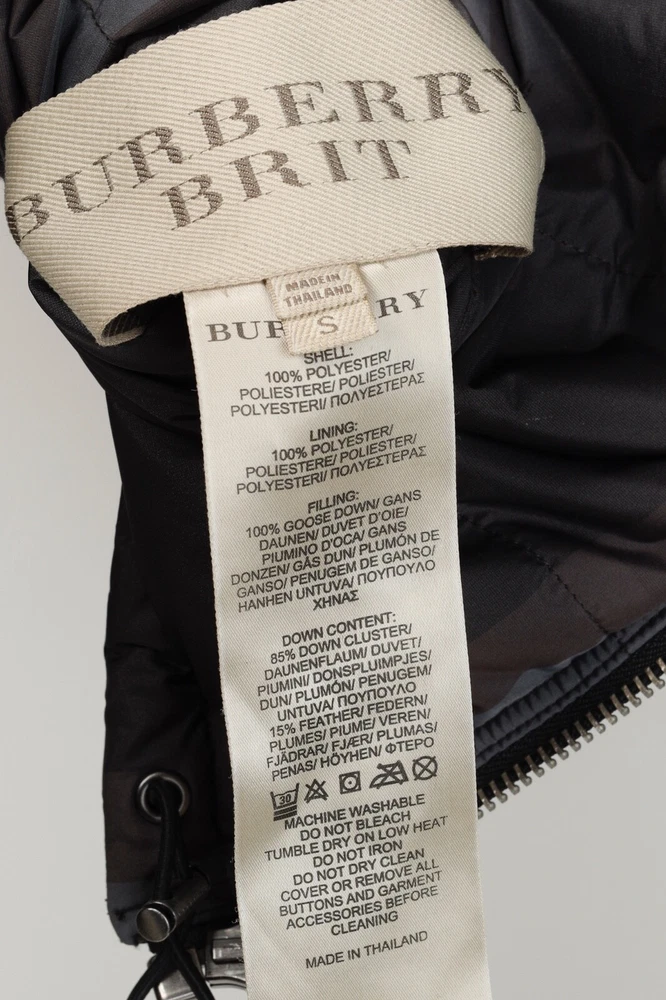 BURBERRY
BRIT
MADE IN
THAILAND
S
BUR RY
SHELL:
100% POLYESTER/
POLIESTERE/ POLIESTER/
POLYESTERI/ ΠΟΛΥΕΣΤΕΡΑΣ
LINING:
100% POLYESTER/
POLIESTERE/ POLIESTER/
POLYESTERI/ ΠΟΛΥΕΣΤΕΡΑΣ
FILLING:
100% GOOSE DOWN/ GANS
DAUNEN/ DUVET D'OIE/
PIUMINO D'OCA/ GANS
DONZEN/ GÅS DUN/ PLUMÓN DE
GANSO/ PENUGEM DE GANSO/
HANHEN UNTUVA/ ΠΟΥΠΟΥΛΟ
ΧΗΝΑΣ
DOWN CONTENT:
85% DOWN CLUSTER/
DAUNENFLAUM/ DUVET/
PIUMINI/ DONSPLUIMPJES/
DUN/ PLUMÓN/ PENUGEM/
UNTUVA/ ΠΟΥΠΟΥΛΟ
15% FEATHER/ FEDERN/
PLUMES/ PIUME/ VEREN/
FJÄDRAR/ FJÆR/ PLUMAS/
PENAS/ HÖYHEN/ ΦΤΕΡΟ
30
MACHINE WASHABLE
DO NOT BLEACH
TUMBLE DRY ON LOW HEAT
DO NOT IRON
DO NOT DRY CLEAN
COVER OR REMOVE ALL
BUTTONS AND GARMENT
ACCESSORIES BEFORE
CLEANING
MADE IN THAILAND